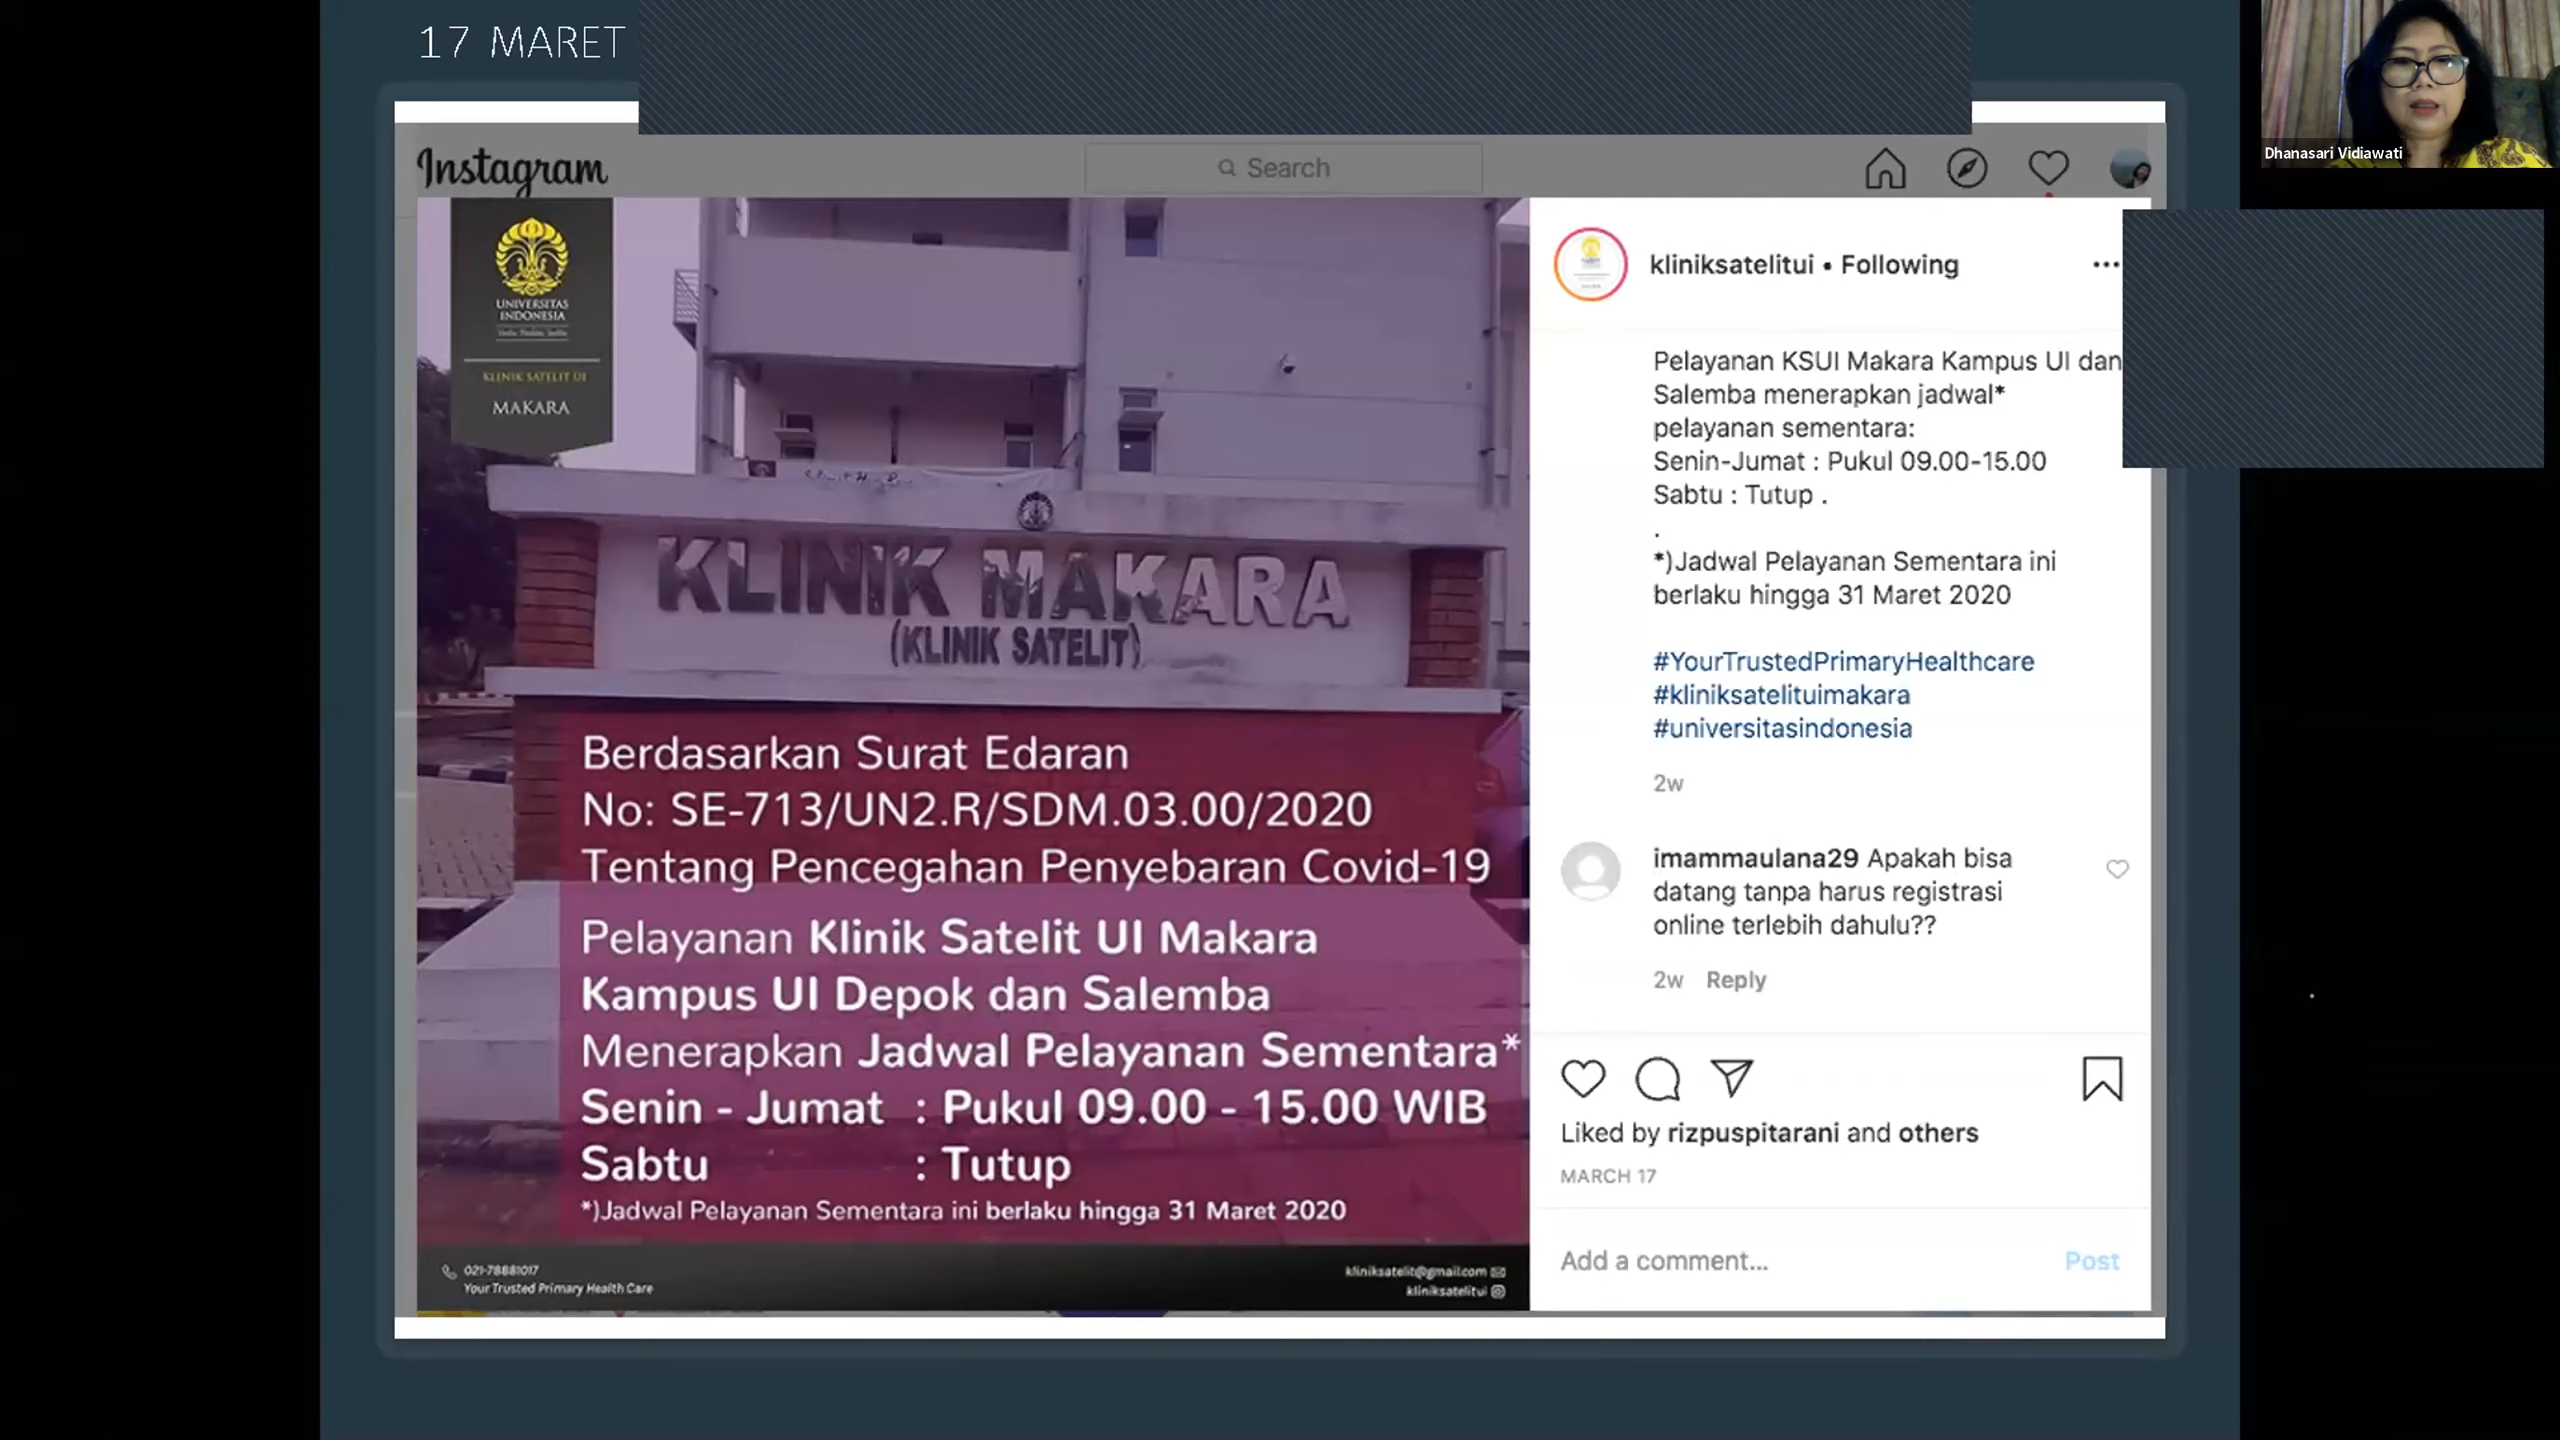 17 MARET
Dhanasari Vidiawati
Instagram
Search
UNIVERSITAS
INDONESIA
KLINIK SATELIT UI
MAKARA
KLINIK MAKARA
(KLINIK SATELIT)
Berdasarkan Surat Edaran
No: SE-713/UN2.R/SDM.03.00/2020
Tentang Pencegahan Penyebaran Covid-19
Pelayanan Klinik Satelit UI Makara
Kampus UI Depok dan Salemba
Menerapkan Jadwal Pelayanan Sementara*
Senin - Jumat : Pukul 09.00 - 15.00 WIB
Sabtu : Tutup
*)Jadwal Pelayanan Sementara ini berlaku hingga 31 Maret 2020
021-78881017
Your Trusted Primary Health Care
kliniksatelit@gmail.com
kliniksatelitui
kliniksatelitui • Following
Pelayanan KSUI Makara Kampus UI dan
Salemba menerapkan jadwal*
pelayanan sementara:
Senin-Jumat : Pukul 09.00-15.00
Sabtu : Tutup .
.
*)Jadwal Pelayanan Sementara ini
berlaku hingga 31 Maret 2020
#YourTrustedPrimaryHealthcare
#kliniksatelituimakara
#universitasindonesia
2w
imammaulana29 Apakah bisa
datang tanpa harus registrasi
online terlebih dahulu??
2w Reply
Liked by rizpuspitarani and others
MARCH 17
Add a comment...
Post